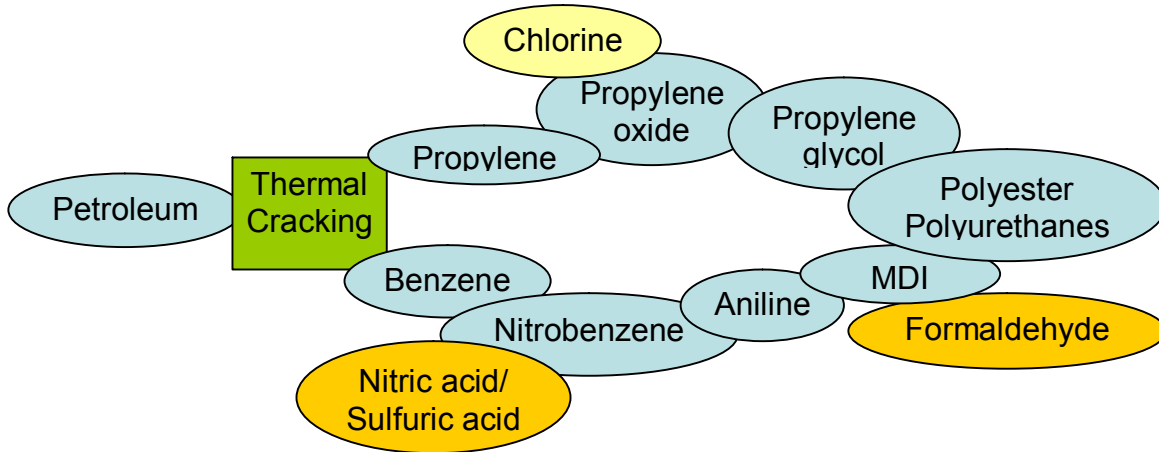 Chlorine
Propylene
oxide
Propylene
glycol
Propylene
Thermal
Cracking
Petroleum
Polyester
Polyurethanes
Benzene
MDI
Aniline
Nitrobenzene
Formaldehyde
Nitric acid/
Sulfuric acid